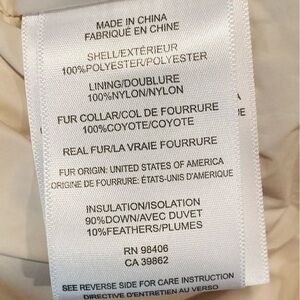 MADE IN CHINA
FABRIQUÉ EN CHINE
SHELL/EXTÉRIEUR
100%POLYESTER/POLYESTER
LINING/DOUBLURE
100%NYLON/NYLON
FUR COLLAR/COL DE FOURRURE
100%COYOTE/COYOTE
REAL FUR/LA VRAIE FOURRURE
FUR ORIGIN: UNITED STATES OF AMERICA
ORIGINE DE FOURRURE: ÉTATS-UNIS D'AMERIQUE
INSULATION/ISOLATION
90%DOWN/AVEC DUVET
10%FEATHERS/PLUMES
RN 98406
CA 39862
SEE REVERSE SIDE FOR CARE INSTRUCTION
DIRECTIVE D'ENTRETIEN AU VERSO